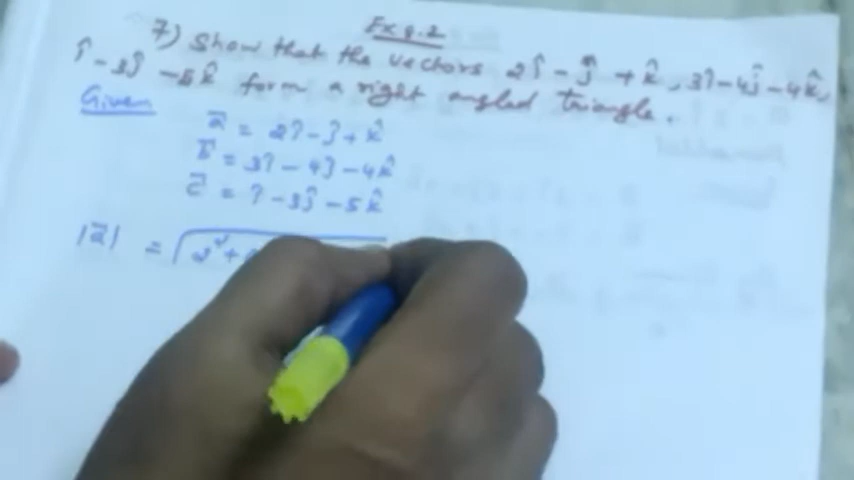 Ex 9.2
7) Show that the vectors 2î - ĵ + k̂, 3î - 4ĵ - 4k̂,
î - 3ĵ - 5k̂ form a right angled triangle.
Given
a⃗ = 2î - ĵ + k̂
b⃗ = 3î - 4ĵ - 4k̂
c⃗ = î - 3ĵ - 5k̂
|a⃗| = √2² +